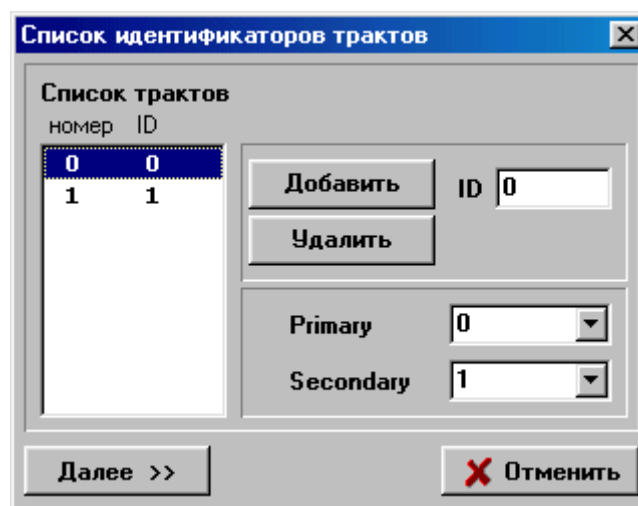 Список идентификаторов трактов
Список трактов
номер ID
0 0
1 1
Добавить ID 0
Удалить
Primary 0
Secondary 1
Далее >> Отменить